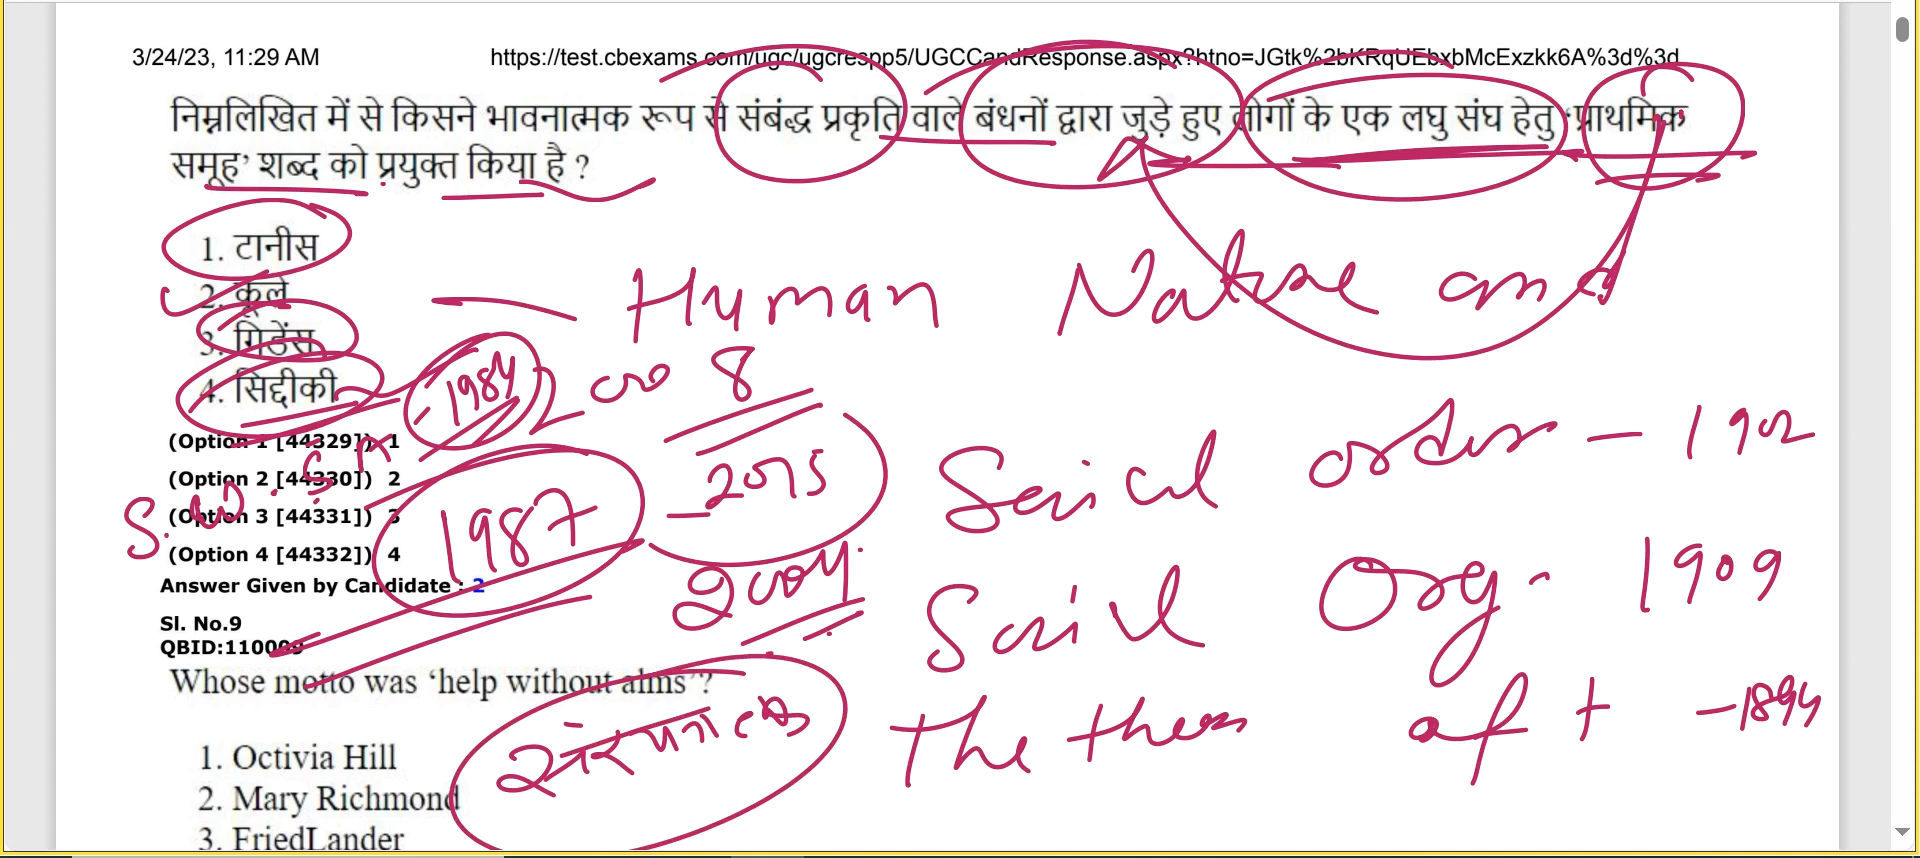 3/24/23, 11:29 AM https://test.cbexams.com/ugc/ugcrespp5/UGCCandResponse.aspx?htno=JGtk%2bKRqUEbxbMcExzkk6A%3d%3d
निम्नलिखित में से किसने भावनात्मक रूप से संबंद्ध प्रकृति वाले बंधनों द्वारा जुड़े हुए लोगों के एक लघु संघ हेतु ‘प्राथमिक
समूह’ शब्द को प्रयुक्त किया है ?
1. टानीस
2. कूले
Human Nature and
3. गिडेंस
4. सिद्दीकी
1984
2008
(Option 1 [44329]) 1
Social order - 1902
(Option 2 [44330]) 2
S.W.
2015
(Option 3 [44331]) 3
1987
(Option 4 [44332]) 4
Answer Given by Candidate : 2
2004
Social Org - 1909
Sl. No.9
QBID:110009
Whose motto was ‘help without alms’ ?
The of - 1894
1. Octivia Hill
2. Mary Richmond
3. FriedLander